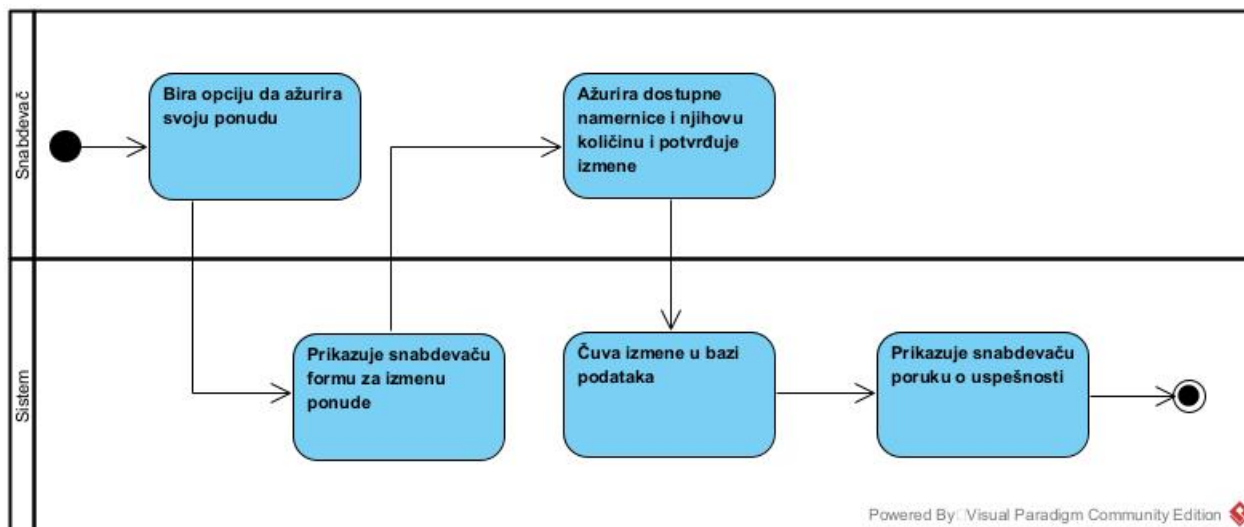 Snabdevač
Bira opciju da ažurira
svoju ponudu
Ažurira dostupne
namernice i njihovu
količinu i potvrđuje
izmene
Sistem
Prikazuje snabdevaču
formu za izmenu
ponude
Čuva izmene u bazi
podataka
Prikazuje snabdevaču
poruku o uspešnosti
Powered By Visual Paradigm Community Edition